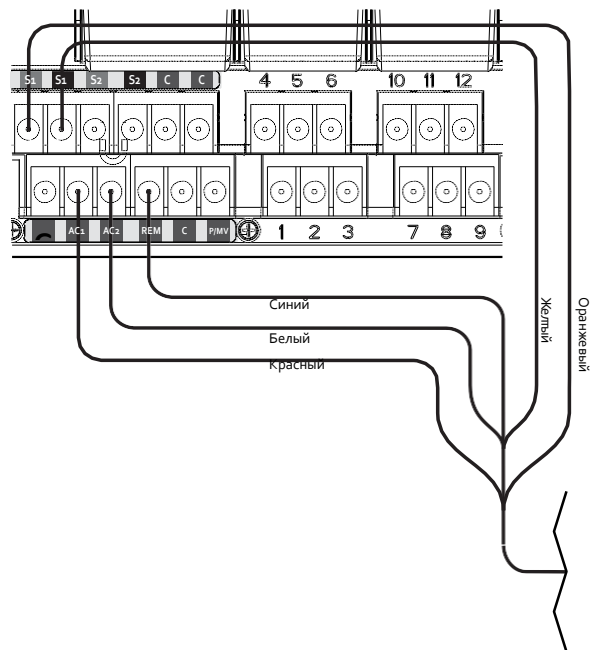 S1 S1 S2 S2 C C
4 5 6 10 11 12
AC1 AC2 REM C P/MV 1 2 3 7 8 9
Синий
Белый
Красный
Желтый
Оранжевый